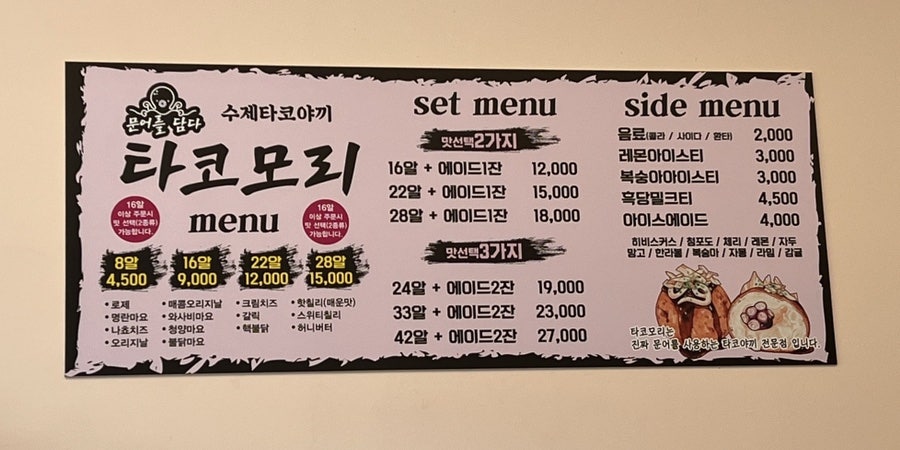 문어를 담다
수제타코야끼
타코모리
menu
16알
이상 주문시
맛 선택(2종류)
가능합니다.
16알
이상 주문시
맛 선택(2종류)
가능합니다.
8알
4,500
16알
9,000
22알
12,000
28알
15,000
• 로제
• 명란마요
• 나쵸치즈
• 오리지날
• 매콤오리지날
• 와사비마요
• 청양마요
• 불닭마요
• 크림치즈
• 갈릭
• 핵불닭
• 핫칠리(매운맛)
• 스위티칠리
• 허니버터
set menu
맛선택2가지
16알 + 에이드1잔 12,000
22알 + 에이드1잔 15,000
28알 + 에이드1잔 18,000
맛선택3가지
24알 + 에이드2잔 19,000
33알 + 에이드2잔 23,000
42알 + 에이드2잔 27,000
side menu
음료(콜라 / 사이다 / 환타) 2,000
레몬아이스티 3,000
복숭아아이스티 3,000
흑당밀크티 4,500
아이스에이드 4,000
히비스커스 / 청포도 / 체리 / 레몬 / 자두
망고 / 한라봉 / 복숭아 / 자몽 / 라임 / 감귤
타코모리는
진짜 문어를 사용하는 타코야끼 전문점 입니다.